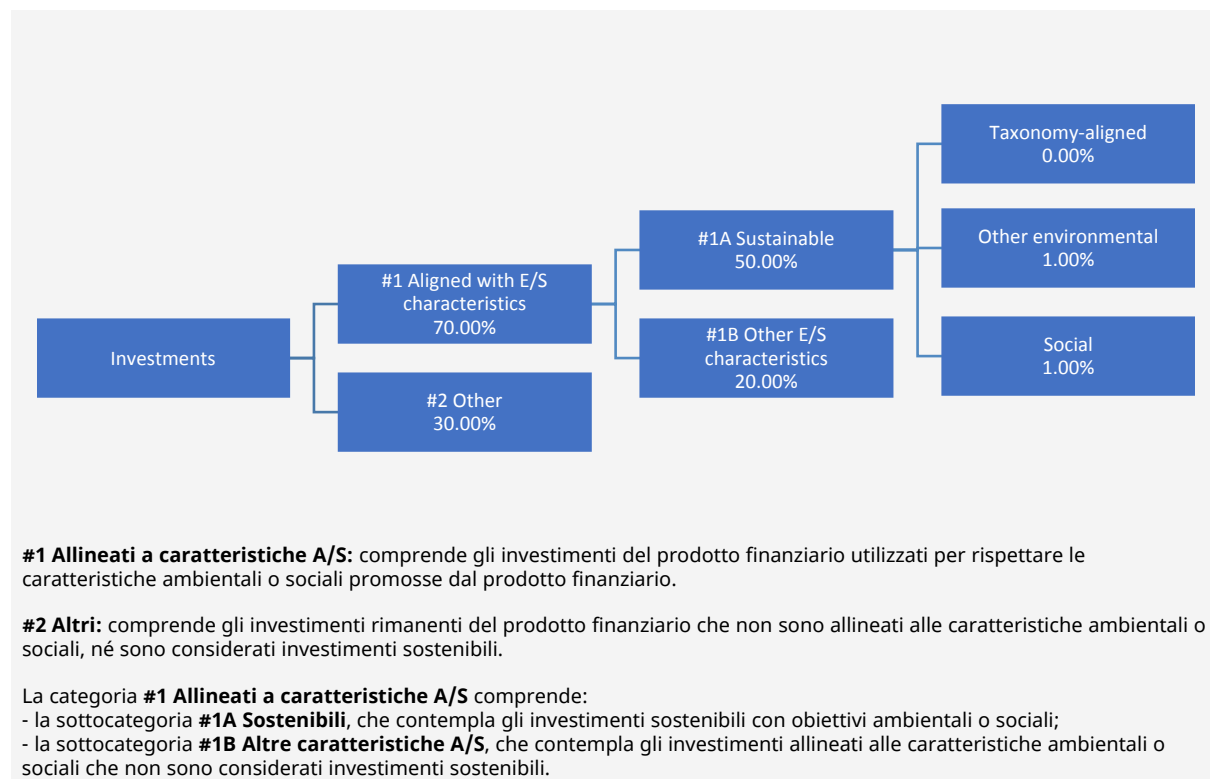 Taxonomy-aligned
0.00%
#1A Sustainable
50.00%
Other environmental
1.00%
#1 Aligned with E/S
characteristics
70.00%
Investments
#1B Other E/S
characteristics
20.00%
Social
1.00%
#2 Other
30.00%
#1 Allineati a caratteristiche A/S: comprende gli investimenti del prodotto finanziario utilizzati per rispettare le
caratteristiche ambientali o sociali promosse dal prodotto finanziario.
#2 Altri: comprende gli investimenti rimanenti del prodotto finanziario che non sono allineati alle caratteristiche ambientali o
sociali, né sono considerati investimenti sostenibili.
La categoria #1 Allineati a caratteristiche A/S comprende:
- la sottocategoria #1A Sostenibili, che contempla gli investimenti sostenibili con obiettivi ambientali o sociali;
- la sottocategoria #1B Altre caratteristiche A/S, che contempla gli investimenti allineati alle caratteristiche ambientali o
sociali che non sono considerati investimenti sostenibili.